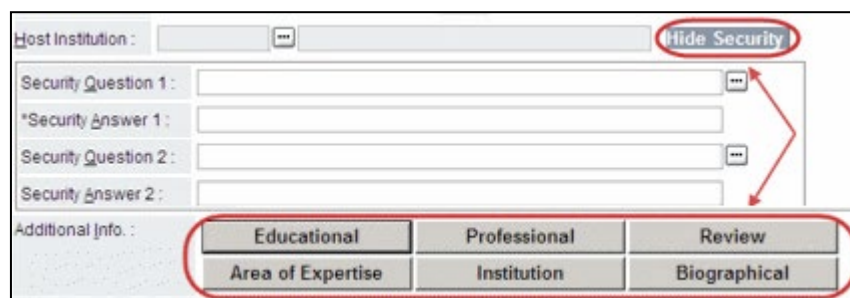 Host Institution : ... Hide Security
Security Question 1 : ...
*Security Answer 1 :
Security Question 2 : ...
Security Answer 2 :
Additional Info. : Educational Professional Review
Area of Expertise Institution Biographical